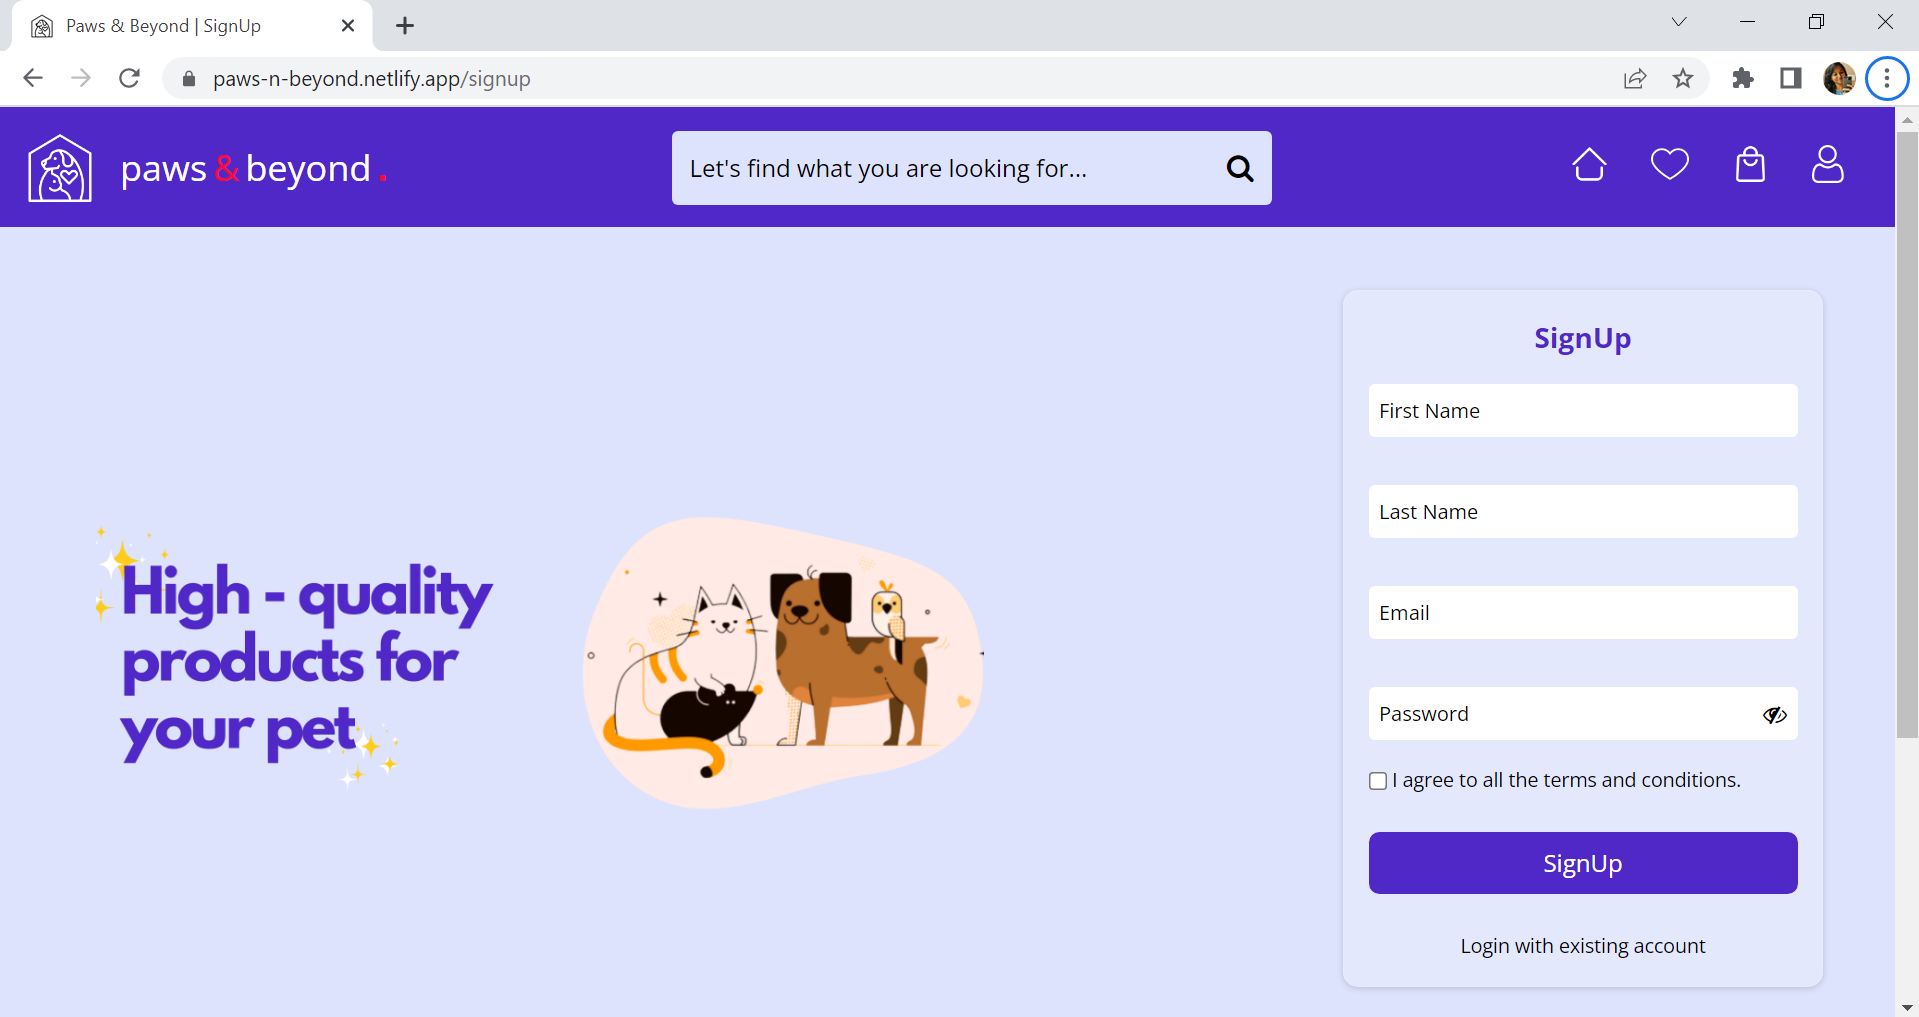 Paws & Beyond | SignUp
paws-n-beyond.netlify.app/signup
paws & beyond .
Let's find what you are looking for...
SignUp
First Name
Last Name
Email
Password
I agree to all the terms and conditions.
SignUp
Login with existing account
High - quality
products for
your pet